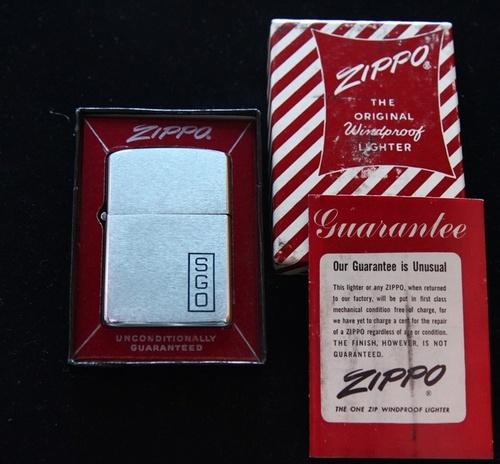 ZIPPO®
THE
ORIGINAL
Windproof
LIGHTER
ZIPPO
SGO
UNCONDITIONALLY
GUARANTEED
Guarantee
Our Guarantee is Unusual
This lighter or any ZIPPO, when returned
to our factory, will be put in first class
mechanical condition free of charge, for
we have yet to charge a cent for the repair
of a ZIPPO regardless of age or condition.
THE FINISH, HOWEVER, IS NOT
GUARANTEED.
ZIPPO®
THE ONE ZIP WINDPROOF LIGHTER